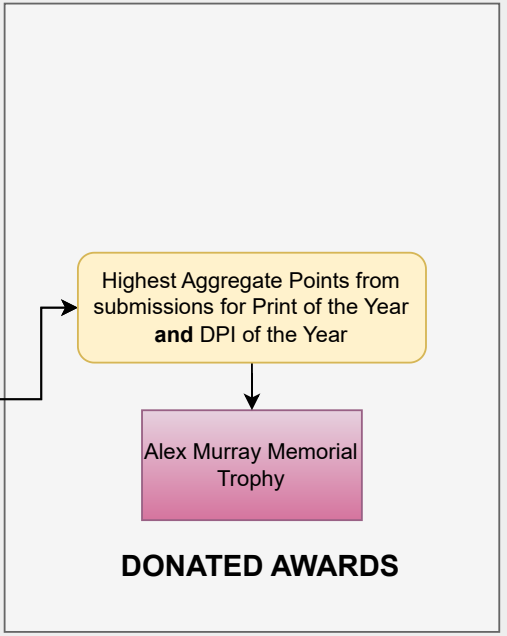 Highest Aggregate Points from
submissions for Print of the Year
and DPI of the Year
Alex Murray Memorial
Trophy
DONATED AWARDS